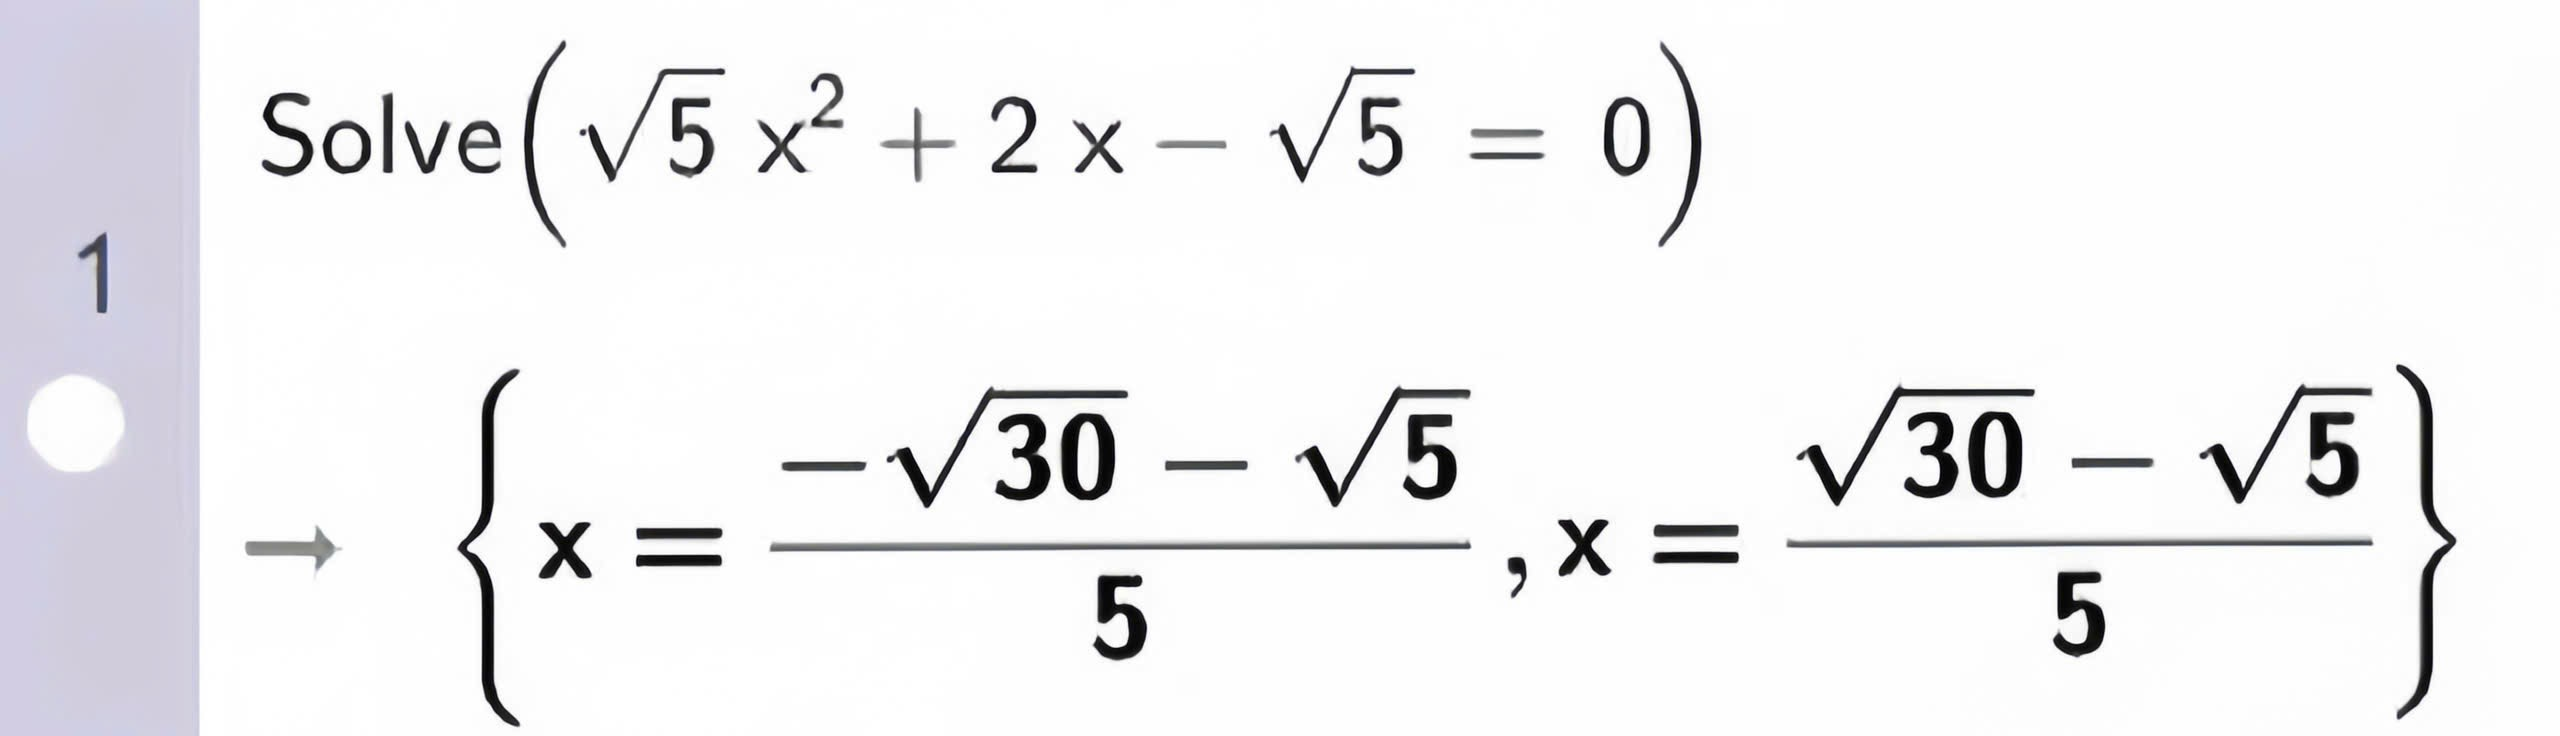 Solve(√5 x² + 2 x − √5 = 0)
1
→ {x = (−√30 − √5)/5, x = (√30 − √5)/5}